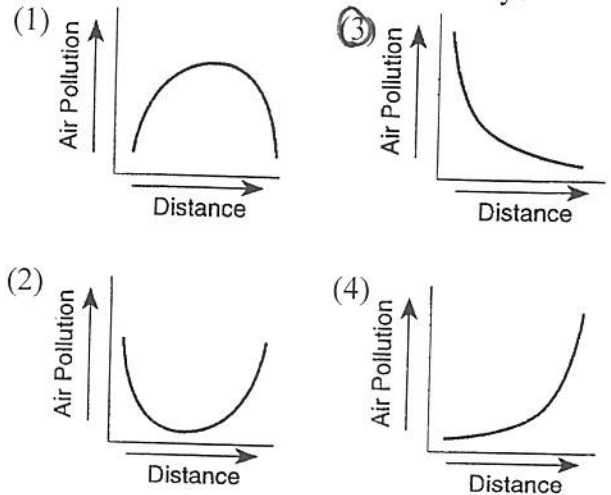 (1)
Air Pollution
Distance
(3)
Air Pollution
Distance
(2)
Air Pollution
Distance
(4)
Air Pollution
Distance